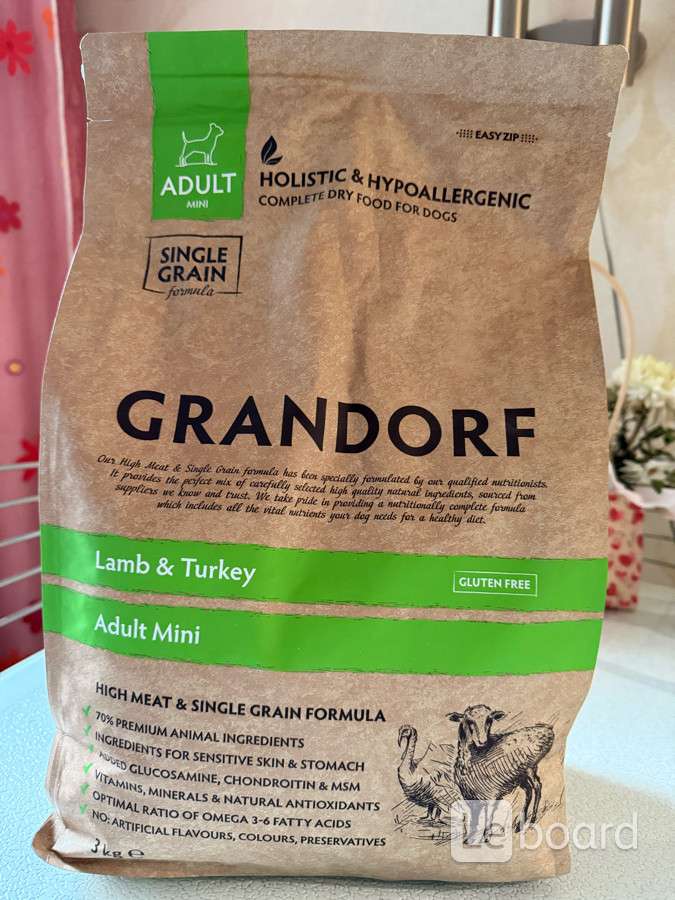 ADULT
MINI
EASY ZIP
HOLISTIC & HYPOALLERGENIC
COMPLETE DRY FOOD FOR DOGS
SINGLE
GRAIN
formula
GRANDORF
Our High Meat & Single Grain formula has been specially formulated by our qualified nutritionists.
It provides the perfect mix of carefully selected high quality natural ingredients, sourced from
suppliers we know and trust. We take pride in providing a nutritionally complete formula
which includes all the vital nutrients your dog needs for a healthy diet.
Lamb & Turkey
GLUTEN FREE
Adult Mini
HIGH MEAT & SINGLE GRAIN FORMULA
70% PREMIUM ANIMAL INGREDIENTS
INGREDIENTS FOR SENSITIVE SKIN & STOMACH
ADDED GLUCOSAMINE, CHONDROITIN & MSM
VITAMINS, MINERALS & NATURAL ANTIOXIDANTS
OPTIMAL RATIO OF OMEGA 3-6 FATTY ACIDS
NO: ARTIFICIAL FLAVOURS, COLOURS, PRESERVATIVES
3kg e
Le board